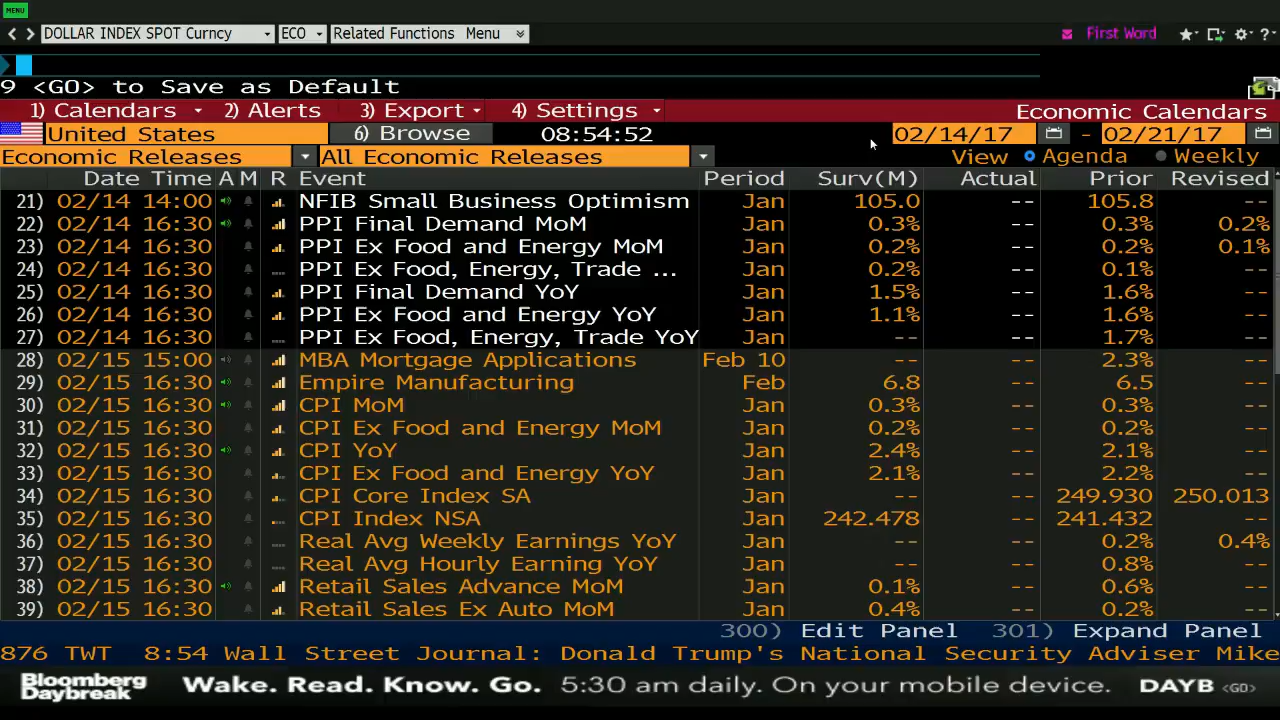 MENU
DOLLAR INDEX SPOT Curncy ECO Related Functions Menu First Word
9 <GO> to Save as Default
1) Calendars 2) Alerts 3) Export 4) Settings Economic Calendars
United States 6) Browse 08:54:52 02/14/17 - 02/21/17
Economic Releases All Economic Releases View Agenda Weekly
Date Time A M R Event Period Surv(M) Actual Prior Revised
21) 02/14 14:00 NFIB Small Business Optimism Jan 105.0 -- 105.8 --
22) 02/14 16:30 PPI Final Demand MoM Jan 0.3% -- 0.3% 0.2%
23) 02/14 16:30 PPI Ex Food and Energy MoM Jan 0.2% -- 0.2% 0.1%
24) 02/14 16:30 PPI Ex Food, Energy, Trade ... Jan 0.2% -- 0.1% --
25) 02/14 16:30 PPI Final Demand YoY Jan 1.5% -- 1.6% --
26) 02/14 16:30 PPI Ex Food and Energy YoY Jan 1.1% -- 1.6% --
27) 02/14 16:30 PPI Ex Food, Energy, Trade YoY Jan -- -- 1.7% --
28) 02/15 15:00 MBA Mortgage Applications Feb 10 -- -- 2.3% --
29) 02/15 16:30 Empire Manufacturing Feb 6.8 -- 6.5 --
30) 02/15 16:30 CPI MoM Jan 0.3% -- 0.3% --
31) 02/15 16:30 CPI Ex Food and Energy MoM Jan 0.2% -- 0.2% --
32) 02/15 16:30 CPI YoY Jan 2.4% -- 2.1% --
33) 02/15 16:30 CPI Ex Food and Energy YoY Jan 2.1% -- 2.2% --
34) 02/15 16:30 CPI Core Index SA Jan -- -- 249.930 250.013
35) 02/15 16:30 CPI Index NSA Jan 242.478 -- 241.432 --
36) 02/15 16:30 Real Avg Weekly Earnings YoY Jan -- -- 0.2% 0.4%
37) 02/15 16:30 Real Avg Hourly Earning YoY Jan -- -- 0.8% --
38) 02/15 16:30 Retail Sales Advance MoM Jan 0.1% -- 0.6% --
39) 02/15 16:30 Retail Sales Ex Auto MoM Jan 0.4% -- 0.2% --
300) Edit Panel 301) Expand Panel
876 TWT 8:54 Wall Street Journal: Donald Trump's National Security Adviser Mike
Bloomberg Daybreak Wake. Read. Know. Go. 5:30 am daily. On your mobile device. DAYB <GO>